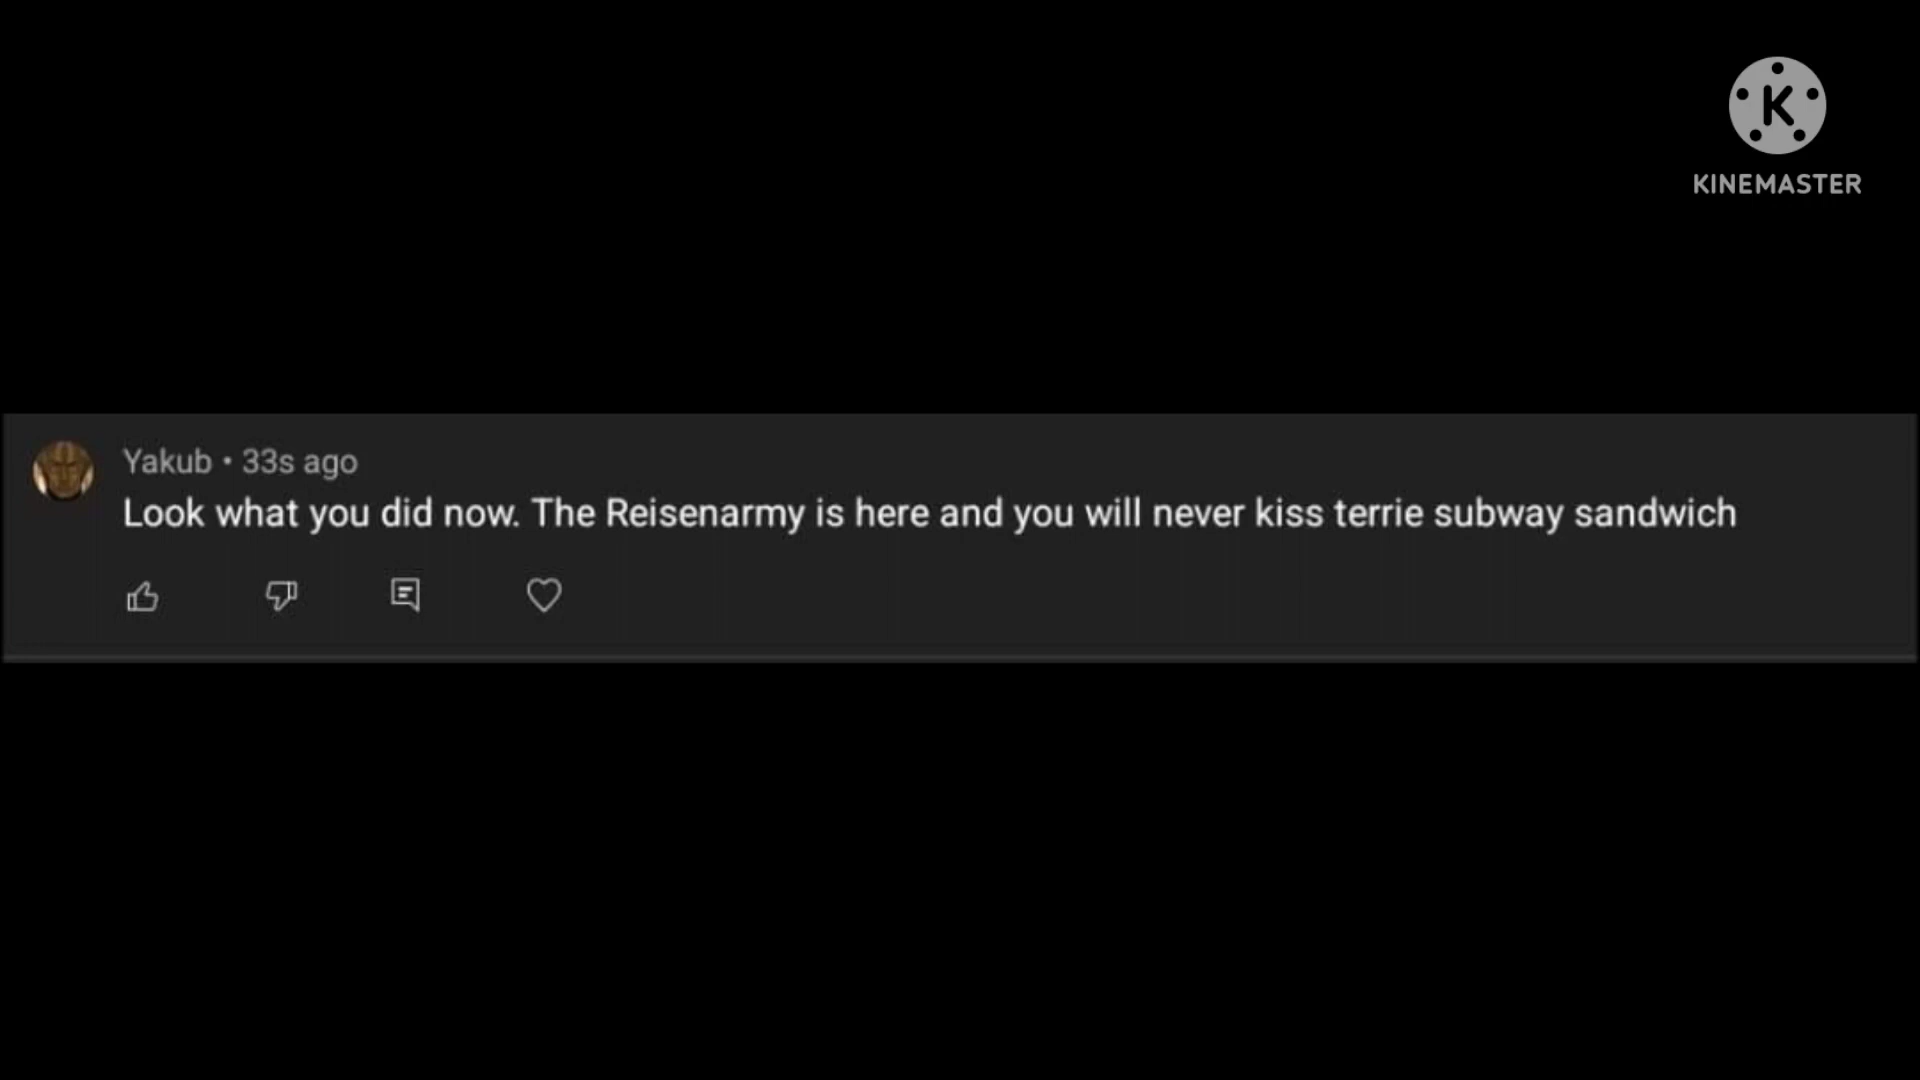 K
KINEMASTER
Yakub • 33s ago
Look what you did now. The Reisenarmy is here and you will never kiss terrie subway sandwich